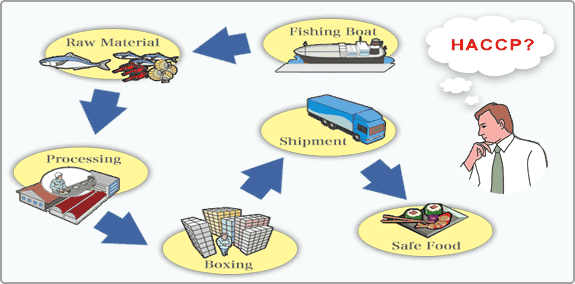 Fishing Boat
Raw Material
Processing
Boxing
Shipment
Safe Food
HACCP?